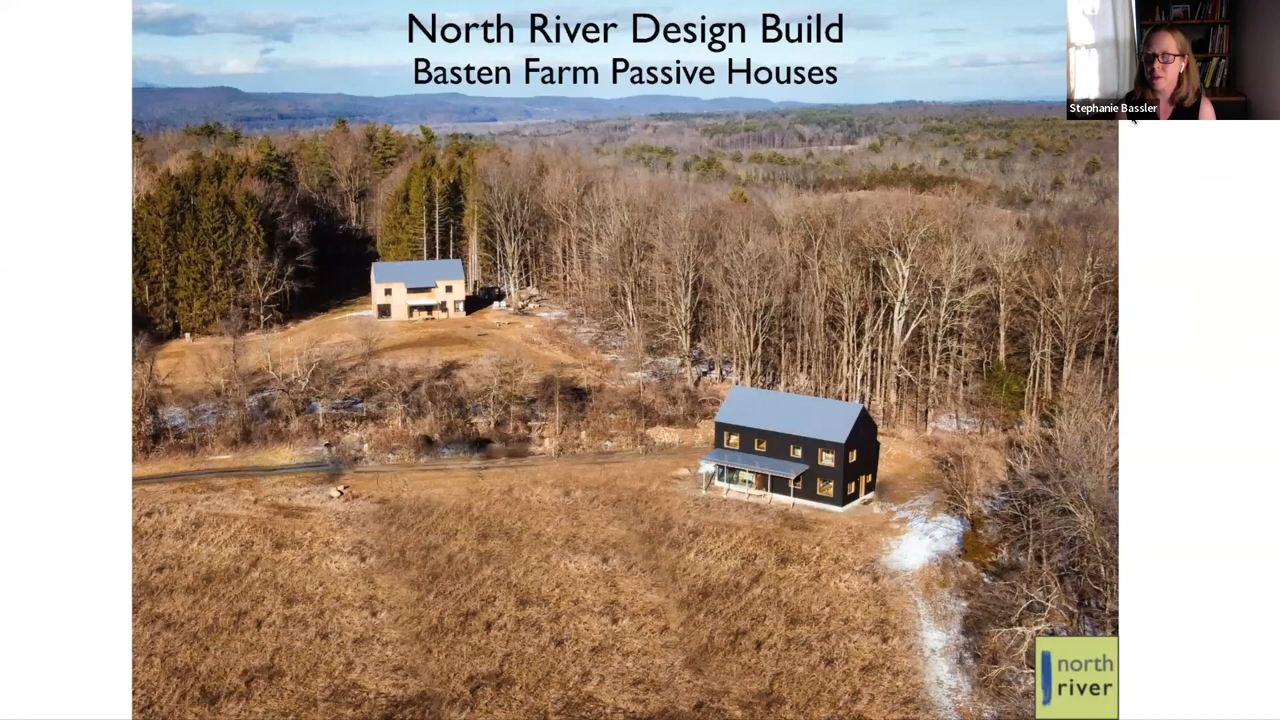 North River Design Build
Basten Farm Passive Houses
Stephanie Bassler
north
river